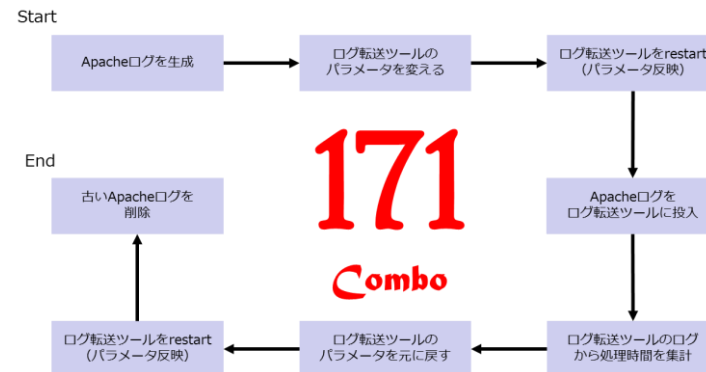 Start
Apacheログを生成
ログ転送ツールの
パラメータを変える
ログ転送ツールをrestart
(パラメータ反映)
171
Combo
Apacheログを
ログ転送ツールに投入
End
古いApacheログを
削除
ログ転送ツールのログ
から処理時間を集計
ログ転送ツールの
パラメータを元に戻す
ログ転送ツールをrestart
(パラメータ反映)